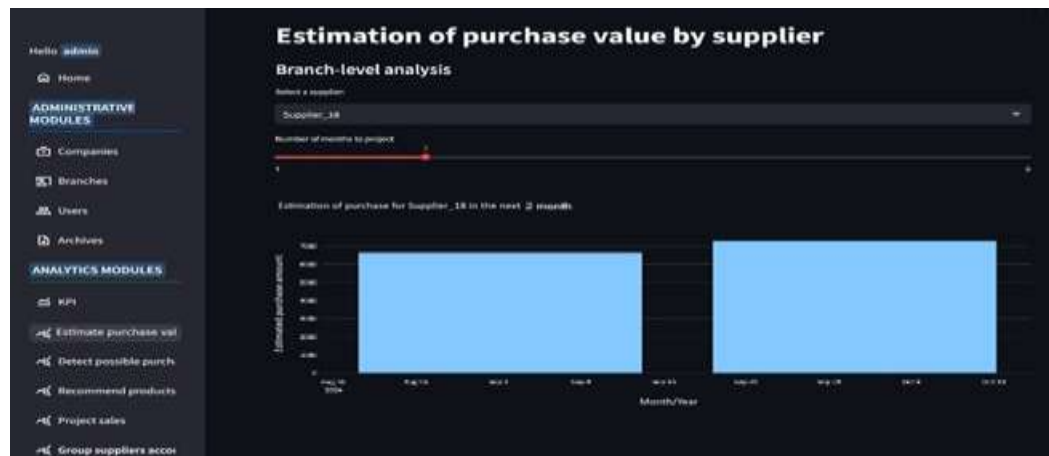 Hello admin
Home
ADMINISTRATIVE
MODULES
Companies
Branches
Users
Archives
ANALYTICS MODULES
KPI
Estimate purchase val
Detect possible purch
Recommend products
Project sales
Group suppliers accor
Estimation of purchase value by supplier
Branch-level analysis
Select a supplier:
Supplier_18
Number of months to project
Estimation of purchase for Supplier_18 in the next 2 month
Estimated purchase amount
2024
Month/Year